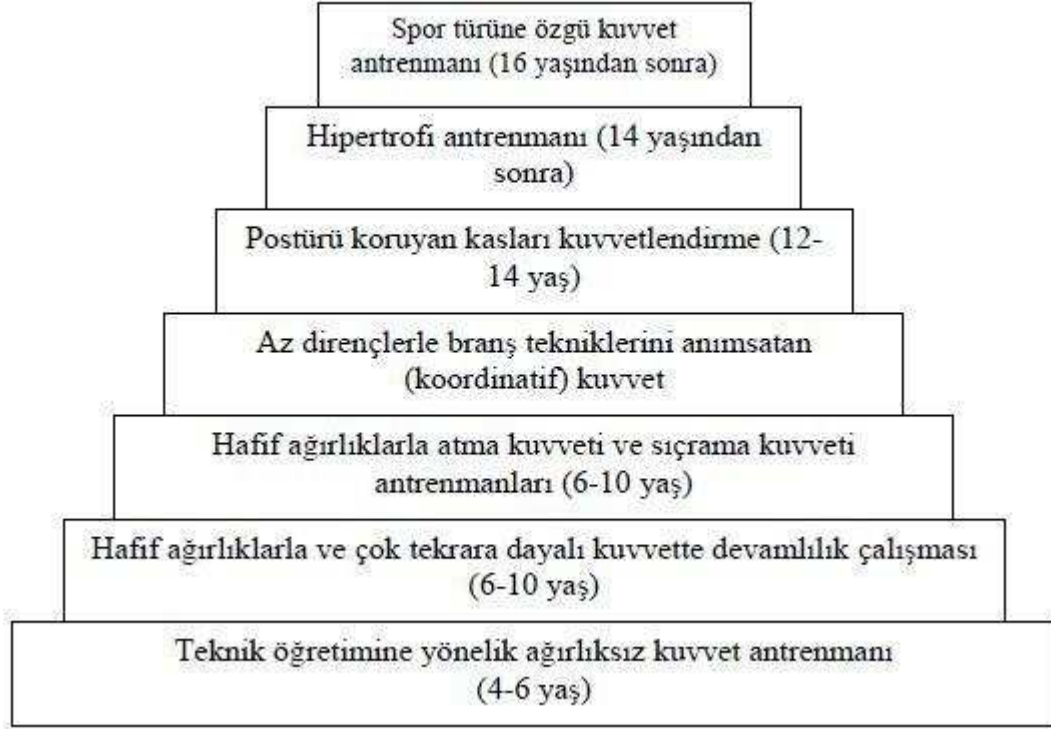 Spor türüne özgü kuvvet
antrenmanı (16 yaşından sonra)
Hipertrofi antrenmanı (14 yaşından
sonra)
Postürü koruyan kasları kuvvetlendirme (12-
14 yaş)
Az dirençlerle branş tekniklerini anımsatan
(koordinatif) kuvvet
Hafif ağırlıklarla atma kuvveti ve sıçrama kuvveti
antrenmanları (6-10 yaş)
Hafif ağırlıklarla ve çok tekrara dayalı kuvvette devamlılık çalışması
(6-10 yaş)
Teknik öğretimine yönelik ağırlıksız kuvvet antrenmanı
(4-6 yaş)